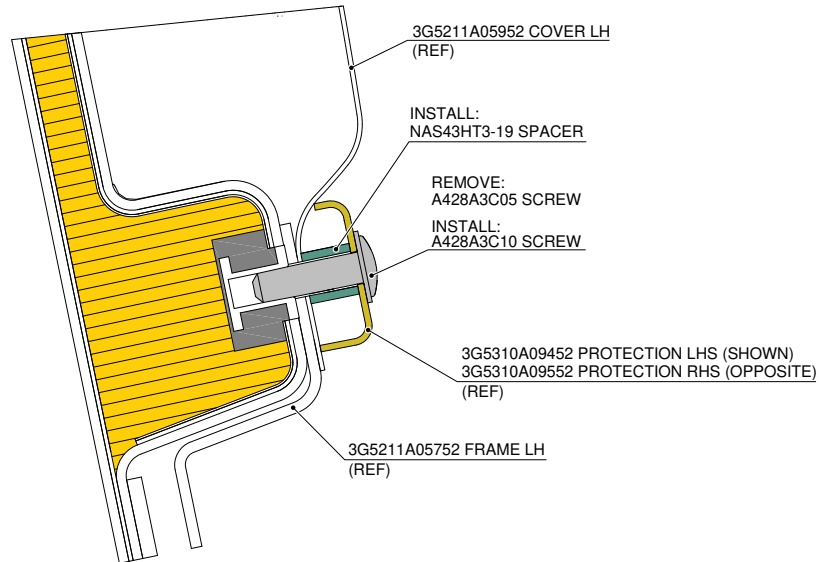 3G5211A05952 COVER LH
(REF)
INSTALL:
NAS43HT3-19 SPACER
REMOVE:
A428A3C05 SCREW
INSTALL:
A428A3C10 SCREW
3G5310A09452 PROTECTION LHS (SHOWN)
3G5310A09552 PROTECTION RHS (OPPOSITE)
(REF)
3G5211A05752 FRAME LH
(REF)